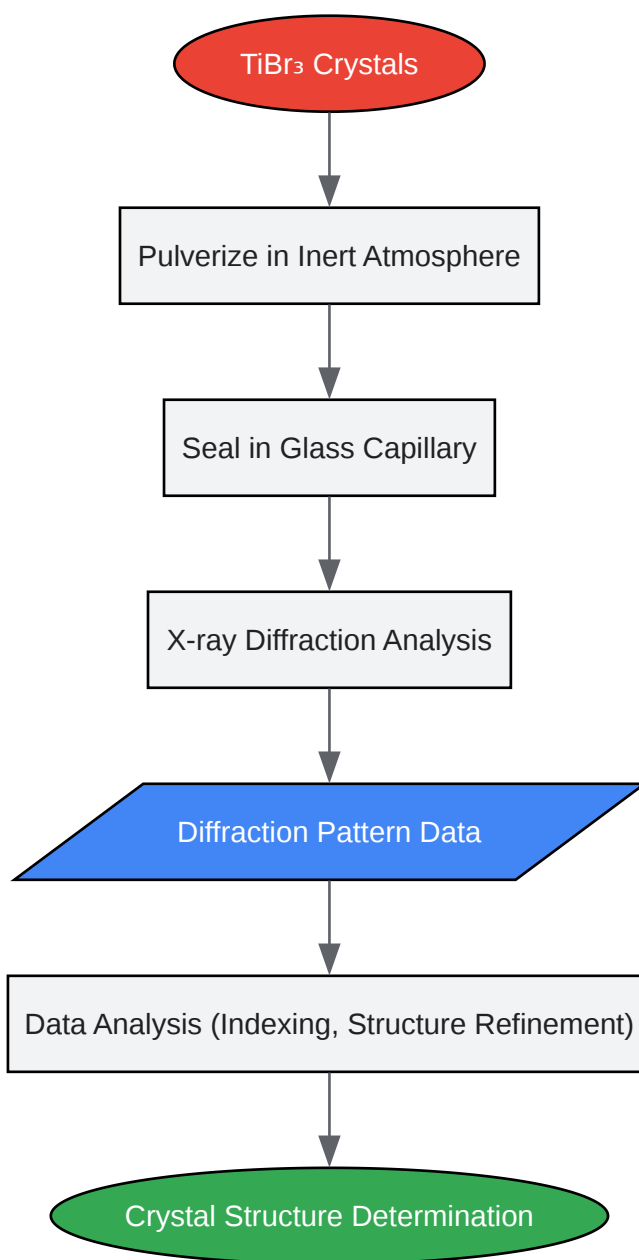 TiBr₃ Crystals
Pulverize in Inert Atmosphere
Seal in Glass Capillary
X-ray Diffraction Analysis
Diffraction Pattern Data
Data Analysis (Indexing, Structure Refinement)
Crystal Structure Determination